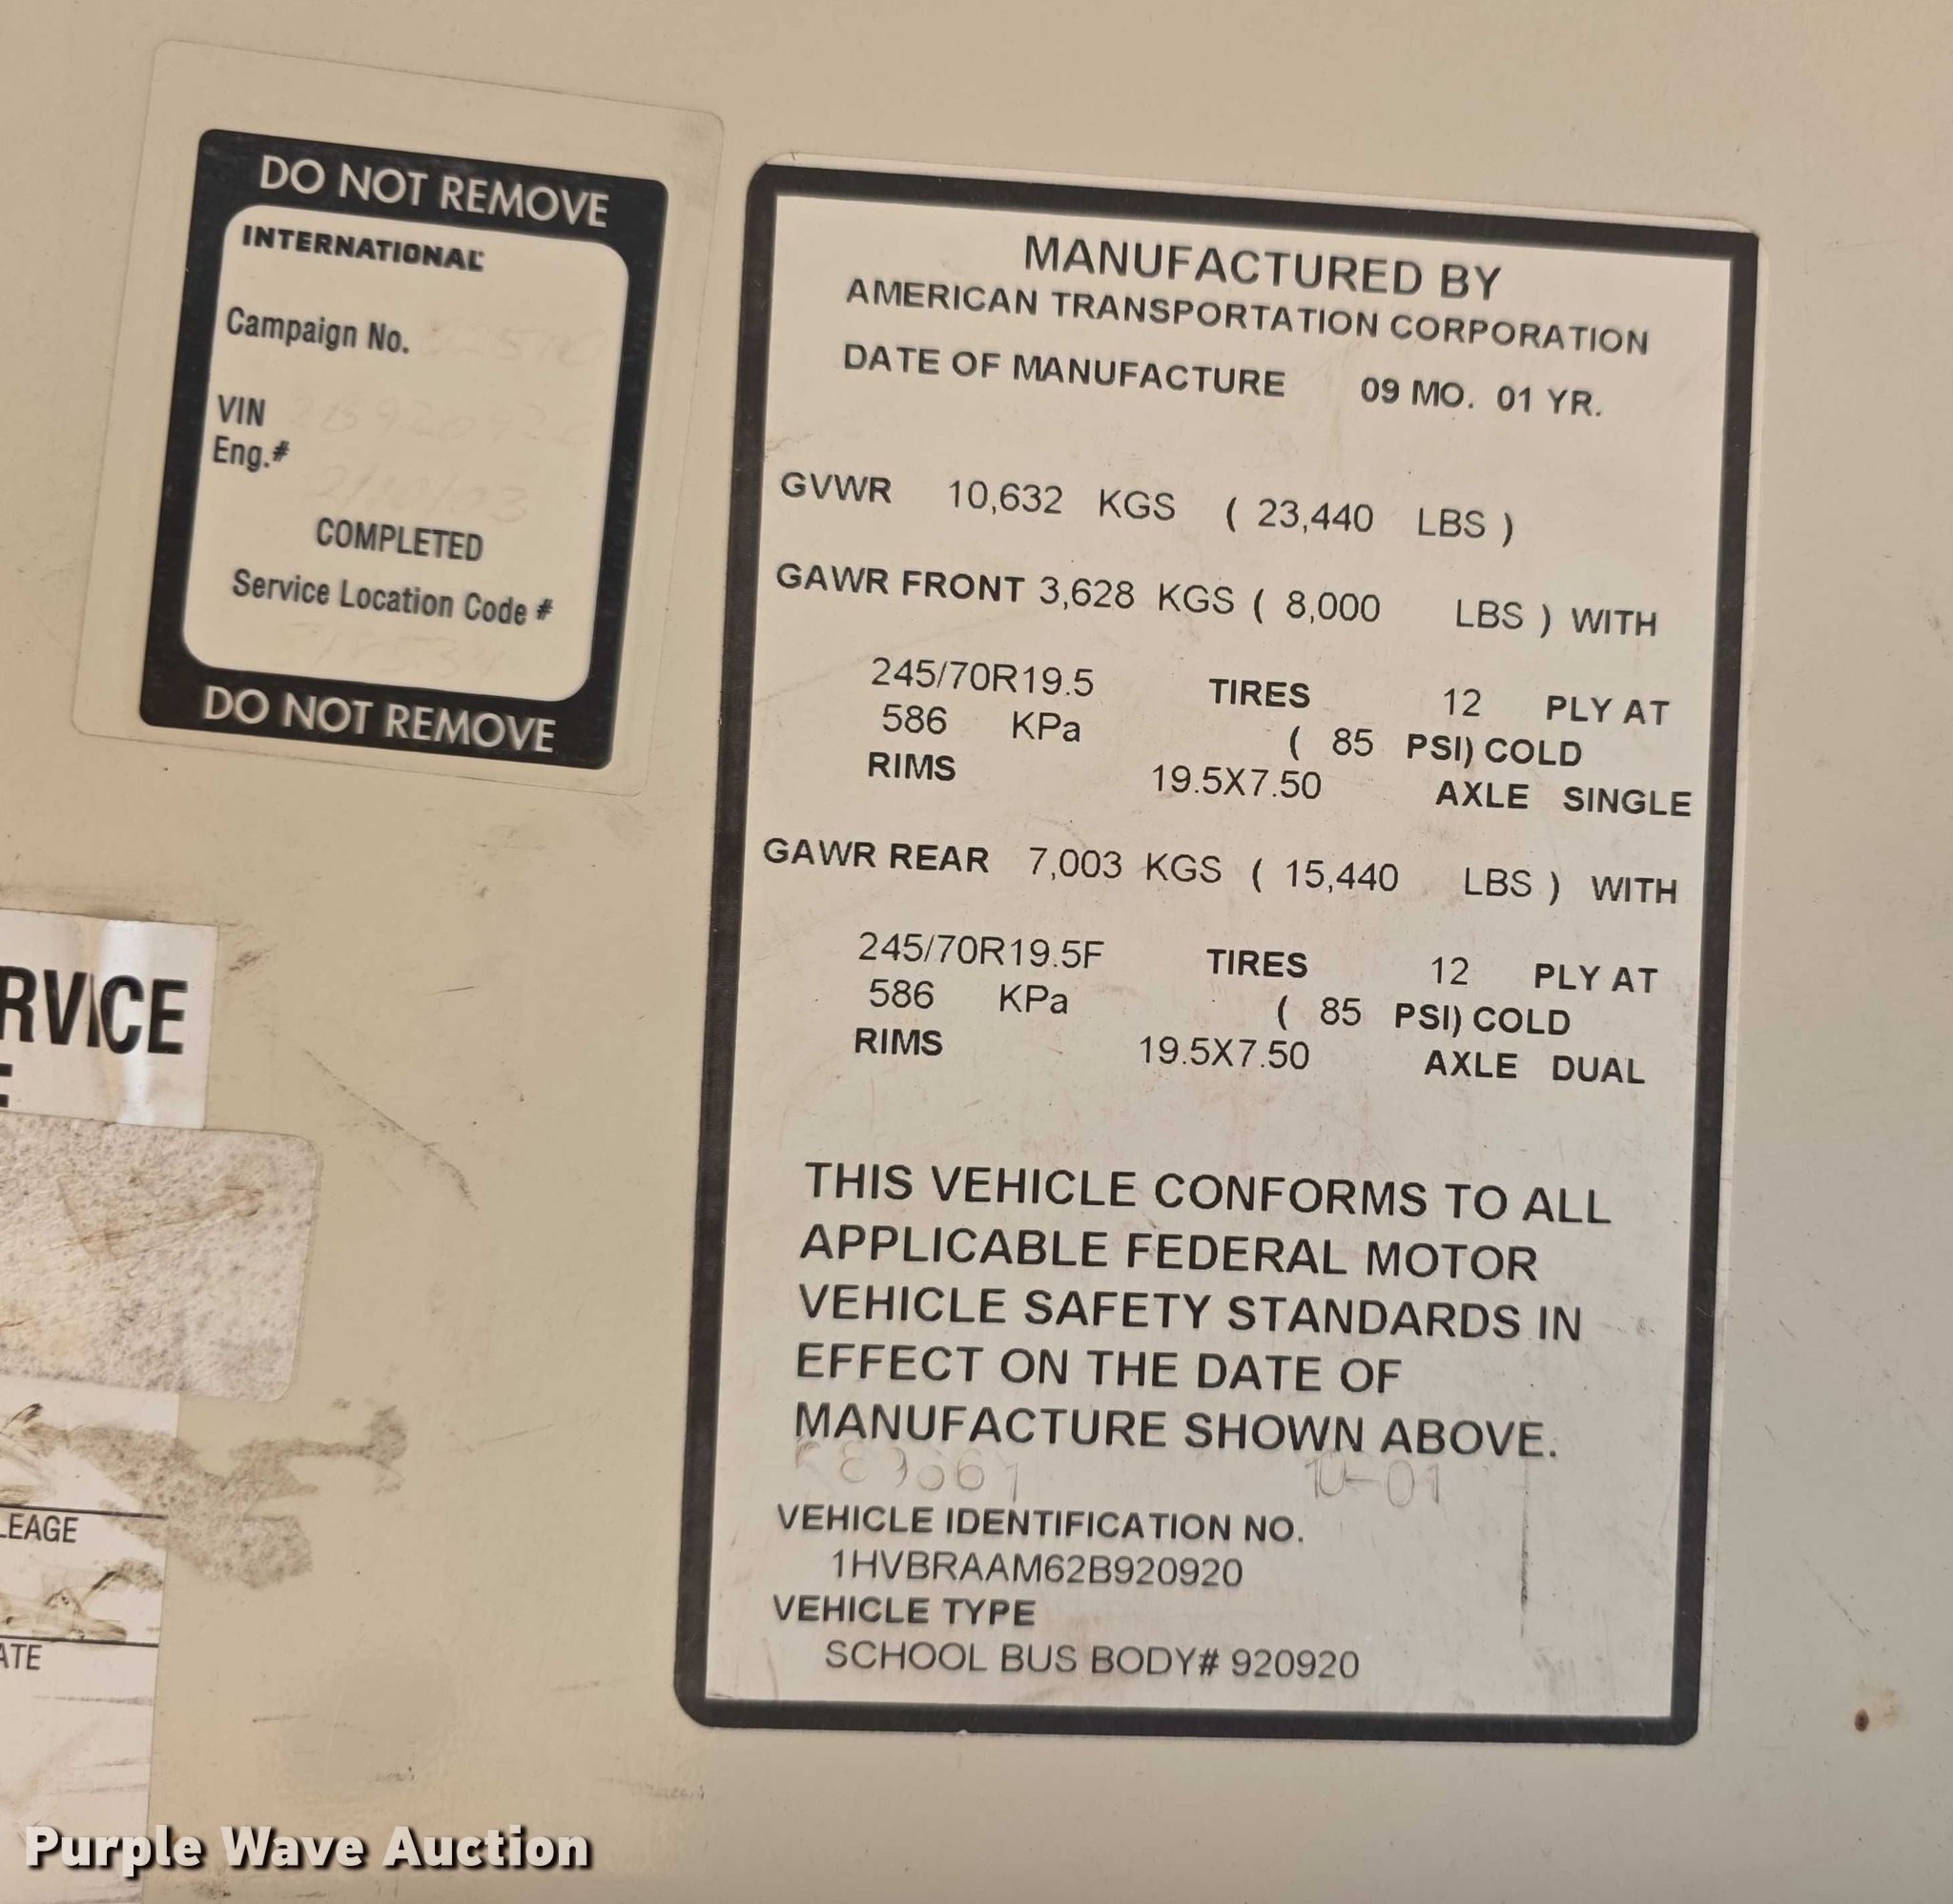 DO NOT REMOVE
INTERNATIONAL
Campaign No.
VIN
Eng.#
COMPLETED
Service Location Code #
DO NOT REMOVE
MANUFACTURED BY
AMERICAN TRANSPORTATION CORPORATION
DATE OF MANUFACTURE 09 MO. 01 YR.
GVWR 10,632 KGS ( 23,440 LBS )
GAWR FRONT 3,628 KGS ( 8,000 LBS ) WITH
245/70R19.5 TIRES 12 PLY AT
586 KPa ( 85 PSI) COLD
RIMS 19.5X7.50 AXLE SINGLE
GAWR REAR 7,003 KGS ( 15,440 LBS ) WITH
245/70R19.5F TIRES 12 PLY AT
586 KPa ( 85 PSI) COLD
RIMS 19.5X7.50 AXLE DUAL
THIS VEHICLE CONFORMS TO ALL
APPLICABLE FEDERAL MOTOR
VEHICLE SAFETY STANDARDS IN
EFFECT ON THE DATE OF
MANUFACTURE SHOWN ABOVE.
10-01
VEHICLE IDENTIFICATION NO.
1HVBRAAM62B920920
VEHICLE TYPE
SCHOOL BUS BODY# 920920
RVICE
LEAGE
ATE
Purple Wave Auction